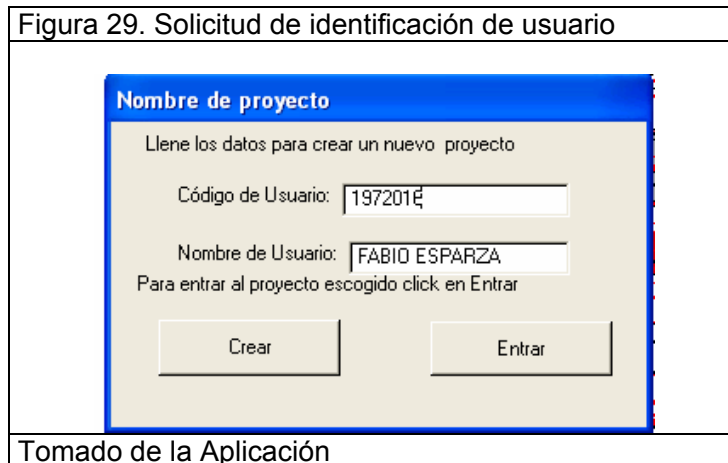 Figura 29. Solicitud de identificación de usuario
Nombre de proyecto
Llene los datos para crear un nuevo proyecto
Código de Usuario:
Nombre de Usuario: FABIO ESPARZA
Para entrar al proyecto escogido click en Entrar
Crear Entrar
Tomado de la Aplicación